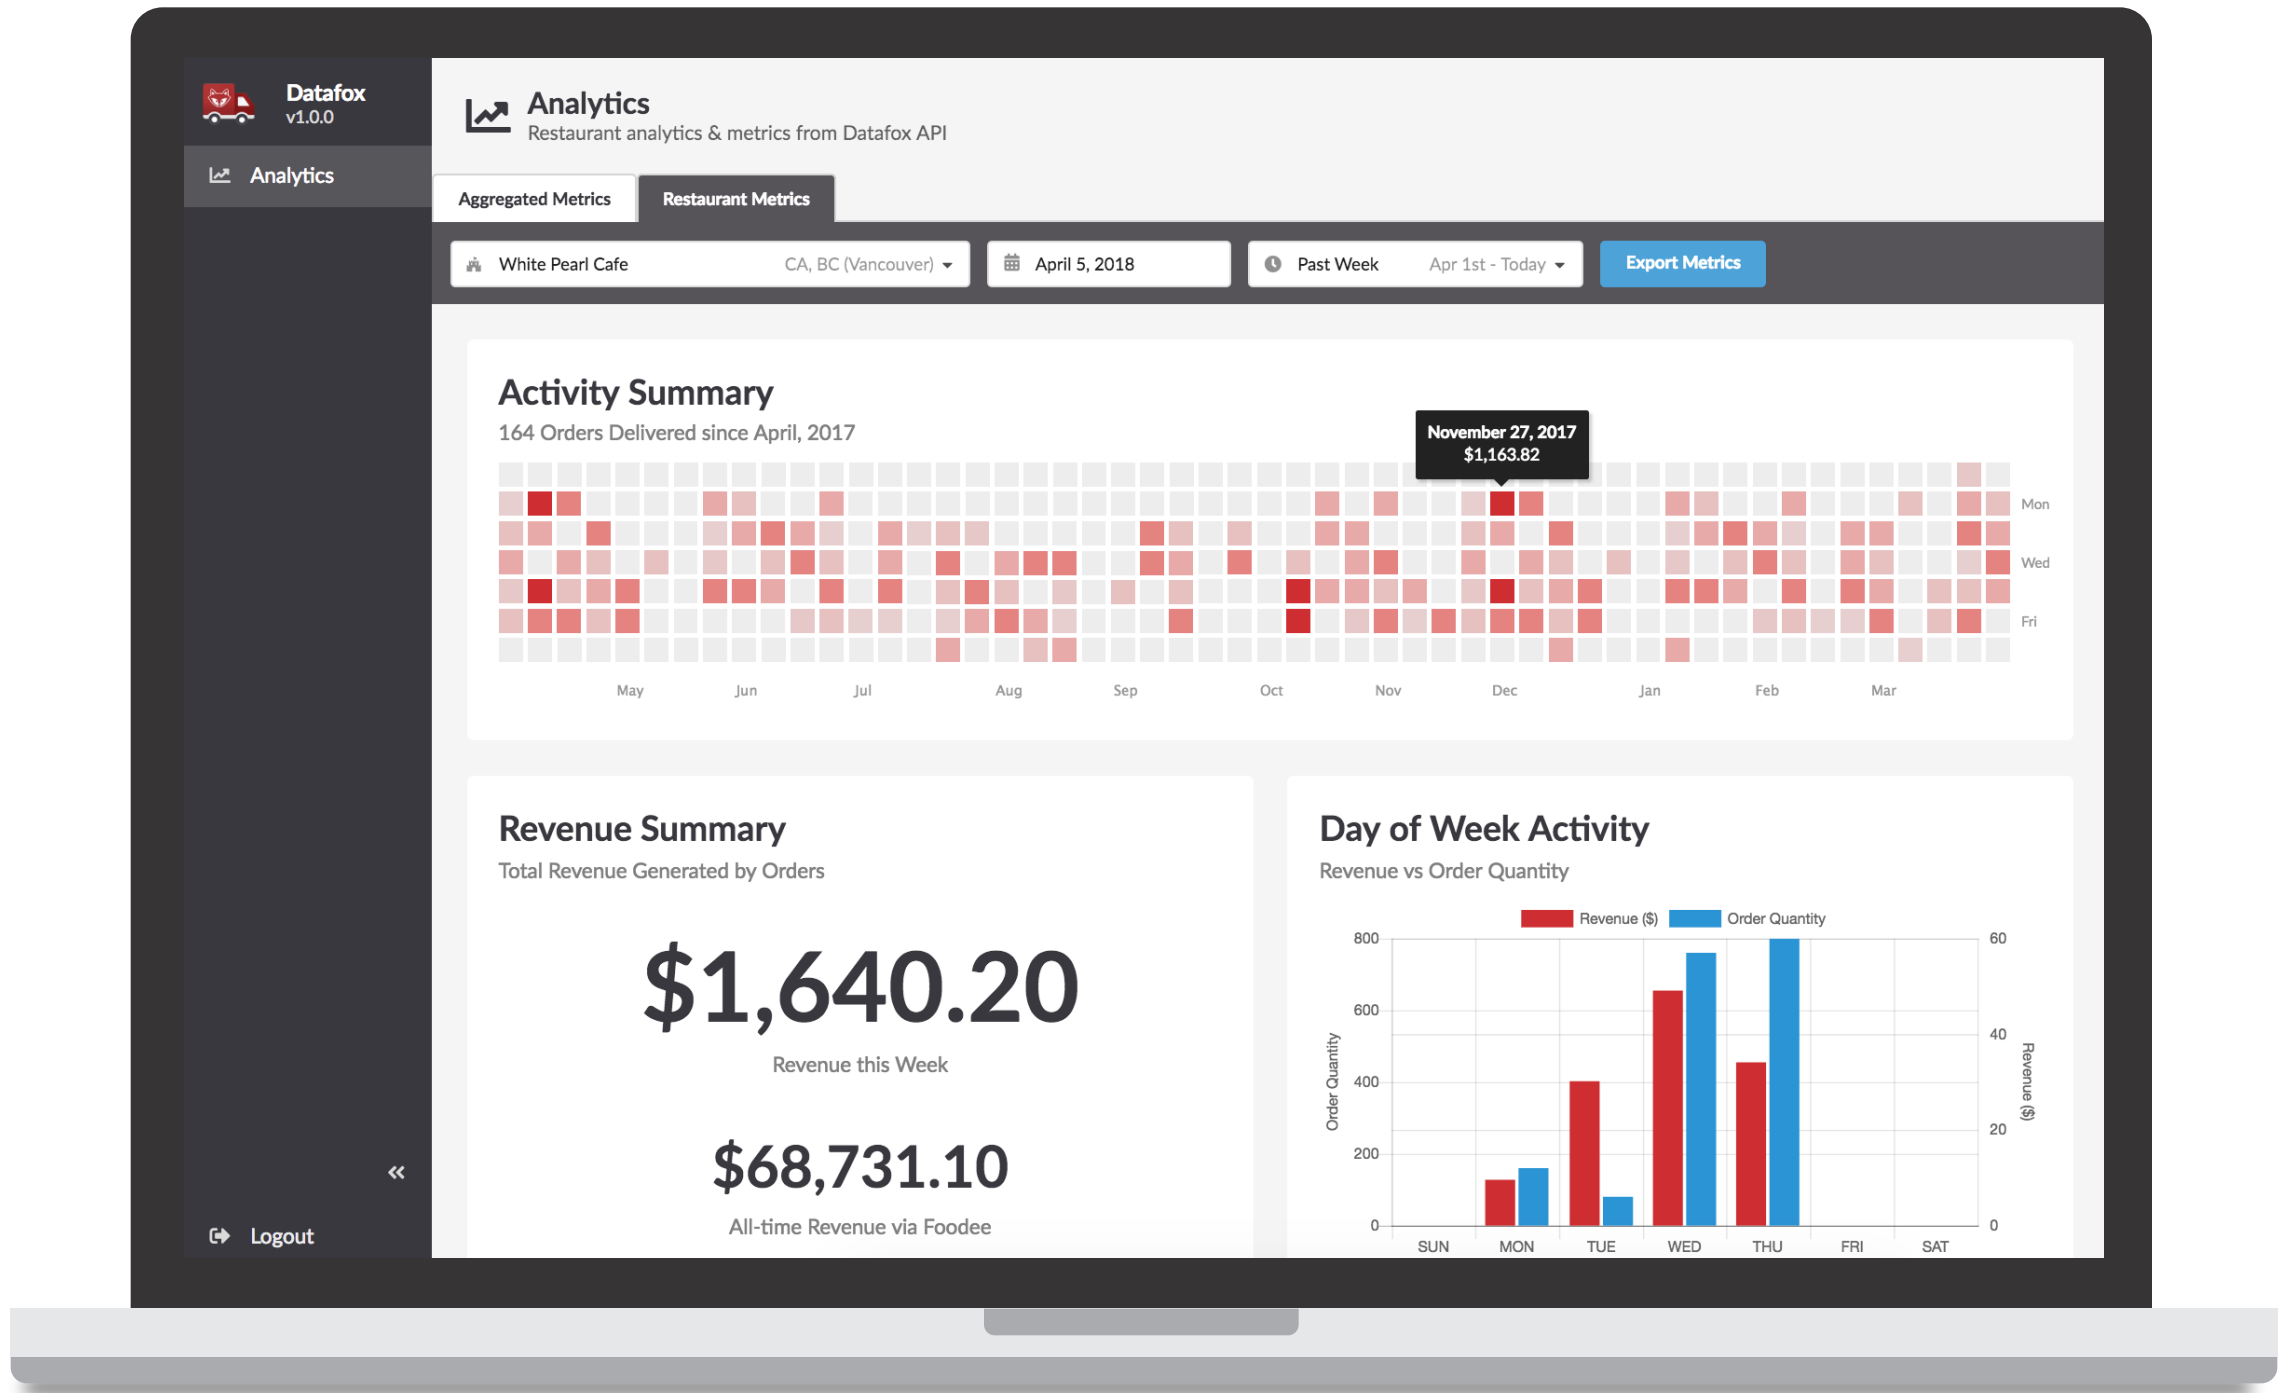 Datafox
v1.0.0
Analytics
Logout
Analytics
Restaurant analytics & metrics from Datafox API
Aggregated Metrics
Restaurant Metrics
White Pearl Cafe CA, BC (Vancouver)
April 5, 2018
Past Week Apr 1st - Today
Export Metrics
Activity Summary
164 Orders Delivered since April, 2017
November 27, 2017
$1,163.82
Mon
Wed
Fri
May Jun Jul Aug Sep Oct Nov Dec Jan Feb Mar
Revenue Summary
Total Revenue Generated by Orders
$1,640.20
Revenue this Week
$68,731.10
All-time Revenue via Foodee
Day of Week Activity
Revenue vs Order Quantity
Revenue ($) Order Quantity
800
600
400
200
0
Order Quantity
60
40
20
0
Revenue ($)
SUN MON TUE WED THU FRI SAT